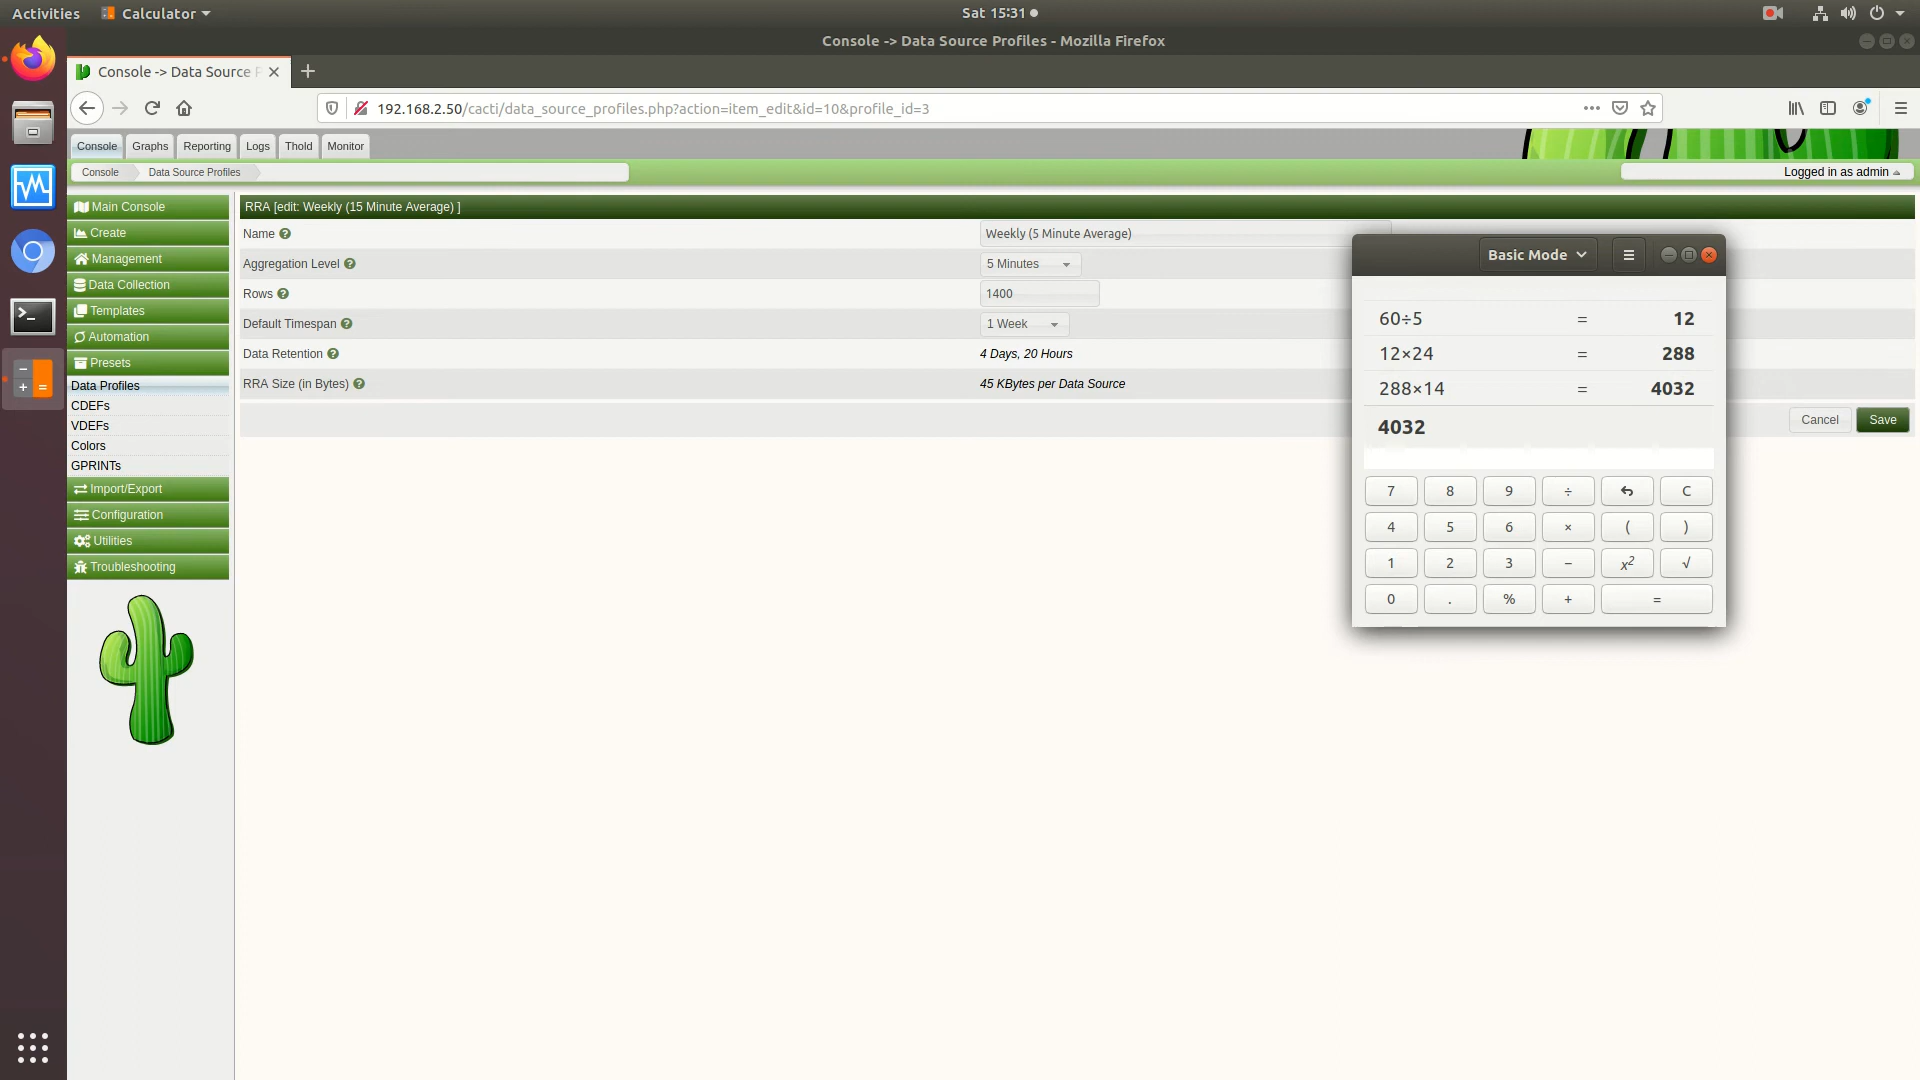 Activities
Calculator
Sat 15:31
Console -> Data Source Profiles - Mozilla Firefox
Console -> Data Source P
192.168.2.50/cacti/data_source_profiles.php?action=item_edit&id=10&profile_id=3
Console
Graphs
Reporting
Logs
Thold
Monitor
Console
Data Source Profiles
Logged in as admin
Main Console
Create
Management
Data Collection
Templates
Automation
Presets
Data Profiles
CDEFs
VDEFs
Colors
GPRINTs
Import/Export
Configuration
Utilities
Troubleshooting
RRA [edit: Weekly (15 Minute Average) ]
Name ?
Weekly (5 Minute Average)
Aggregation Level ?
5 Minutes
Rows ?
1400
Default Timespan ?
1 Week
Data Retention ?
4 Days, 20 Hours
RRA Size (in Bytes) ?
45 KBytes per Data Source
Cancel
Save
Basic Mode
60÷5 = 12
12×24 = 288
288×14 = 4032
4032
7 8 9 ÷ C
4 5 6 × ( )
1 2 3 − x² √
0 . % + =